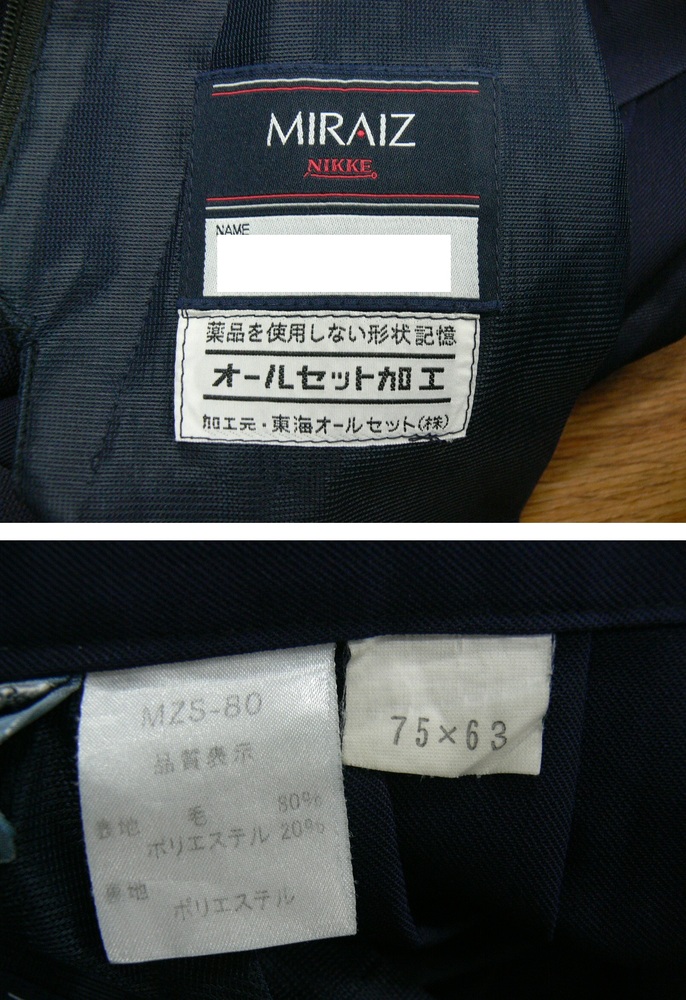 MIRAIZ
NIKKE
NAME
薬品を使用しない形状記憶
オールセット加工
加工元・東海オールセット(株)
MZS-80
品質表示
表地 毛 80%
ポリエステル 20%
裏地
ポリエステル
75×63